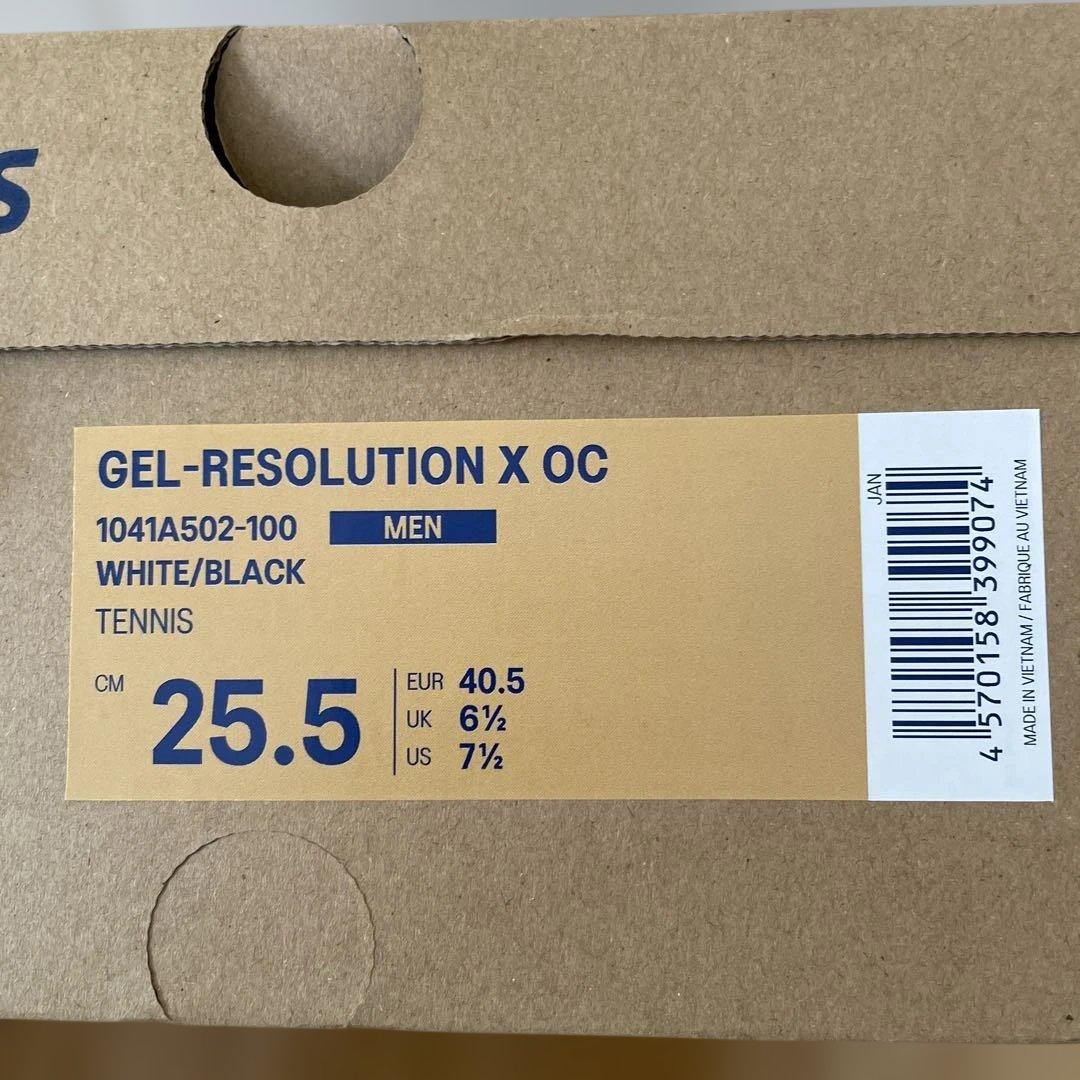 s
GEL-RESOLUTION X OC
1041A502-100 MEN
WHITE/BLACK
TENNIS
CM 25.5
EUR 40.5
UK 6½
US 7½
JAN
4 570158 399074
MADE IN VIETNAM / FABRIQUE AU VIETNAM